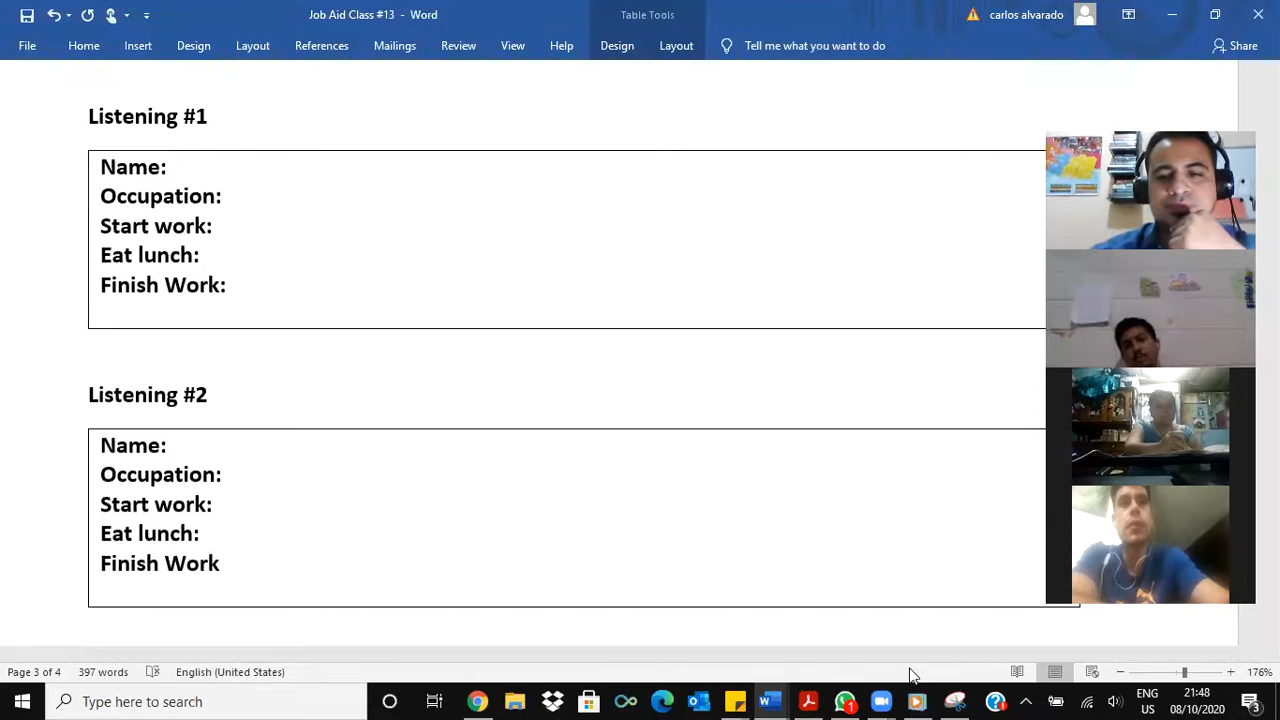 Job Aid Class #13 - Word
Table Tools
carlos alvarado
File Home Insert Design Layout References Mailings Review View Help Design Layout Tell me what you want to do Share
Listening #1
Name:
Occupation:
Start work:
Eat lunch:
Finish Work:
Listening #2
Name:
Occupation:
Start work:
Eat lunch:
Finish Work
Page 3 of 4 397 words English (United States) 176%
Type here to search
1
ENG
US
21:48
08/10/2020
3